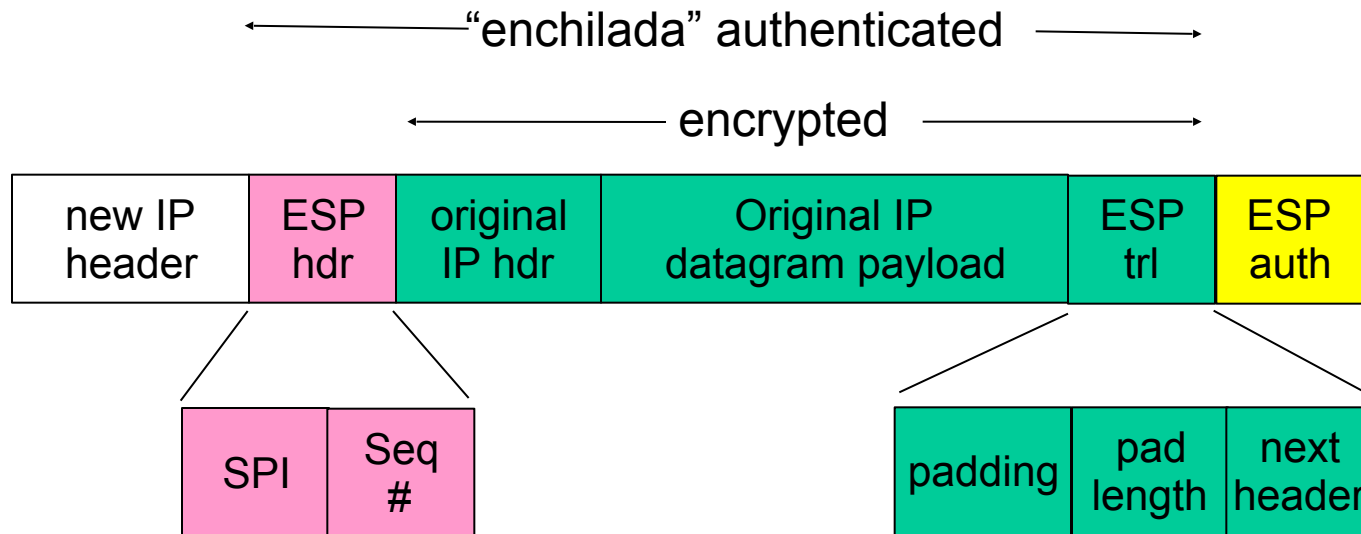 “enchilada” authenticated
encrypted
new IP
header
ESP
hdr
original
IP hdr
Original IP
datagram payload
ESP
trl
ESP
auth
SPI
Seq
#
padding
pad
length
next
header